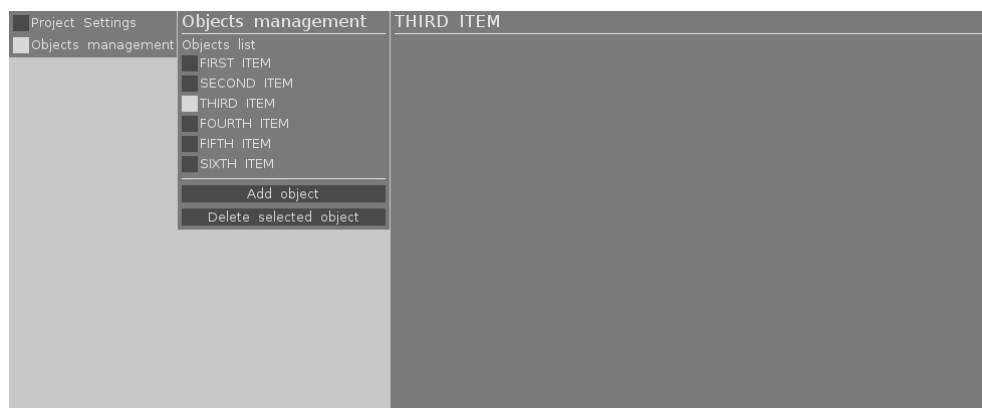 Project Settings
Objects management
Objects management
Objects list
FIRST ITEM
SECOND ITEM
THIRD ITEM
FOURTH ITEM
FIFTH ITEM
SIXTH ITEM
Add object
Delete selected object
THIRD ITEM